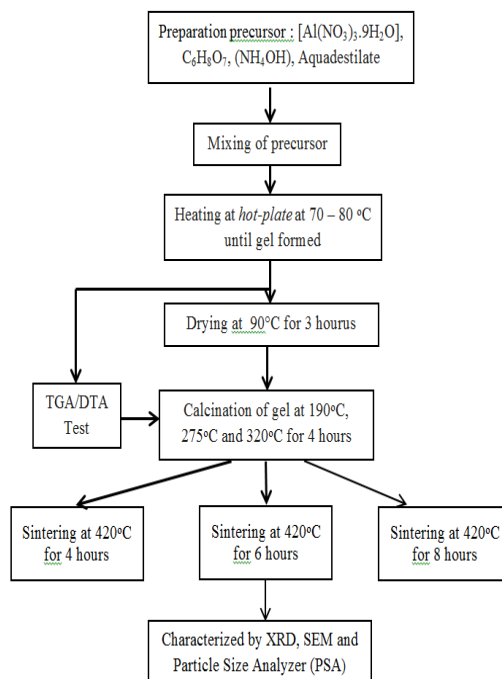 Preparation precursor : [Al(NO₃)₃.9H₂O],
C₆H₈O₇, (NH₄OH), Aquadestilate
Mixing of precursor
Heating at hot-plate at 70 – 80 ºC
until gel formed
Drying at 90°C for 3 hourus
TGA/DTA
Test
Calcination of gel at 190ºC,
275ºC and 320ºC for 4 hours
Sintering at 420ºC
for 4 hours
Sintering at 420ºC
for 6 hours
Sintering at 420ºC
for 8 hours
Characterized by XRD, SEM and
Particle Size Analyzer (PSA)